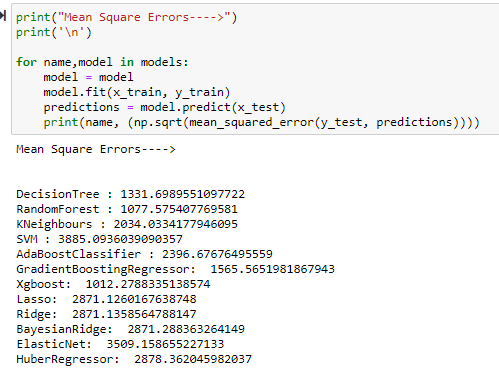 print("Mean Square Errors---->")
print('\n')
for name,model in models:
    model = model
    model.fit(x_train, y_train)
    predictions = model.predict(x_test)
    print(name, (np.sqrt(mean_squared_error(y_test, predictions))))
Mean Square Errors---->
DecisionTree : 1331.6989551097722
RandomForest : 1077.575407769581
KNeighbours : 2034.0334177946095
SVM : 3885.0936039090357
AdaBoostClassifier : 2396.67676495559
GradientBoostingRegressor:  1565.5651981867943
Xgboost:  1012.2788335138574
Lasso:  2871.1260167638748
Ridge:  2871.1358564788147
BayesianRidge:  2871.288363264149
ElasticNet:  3509.158655227133
HuberRegressor:  2878.362045982037